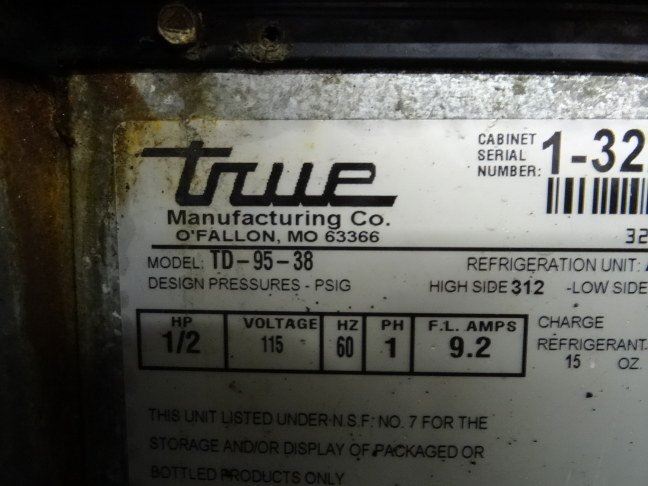 true
Manufacturing Co.
O'FALLON, MO 63366
CABINET
SERIAL
NUMBER: 1-32
32
MODEL: TD-95-38
REFRIGERATION UNIT:
DESIGN PRESSURES - PSIG HIGH SIDE 312 -LOW SIDE
HP VOLTAGE HZ PH F.L. AMPS
1/2 115 60 1 9.2
CHARGE
REFRIGERANT-
15 OZ.
THIS UNIT LISTED UNDER N.S.F. NO. 7 FOR THE
STORAGE AND/OR DISPLAY OF PACKAGED OR
BOTTLED PRODUCTS ONLY